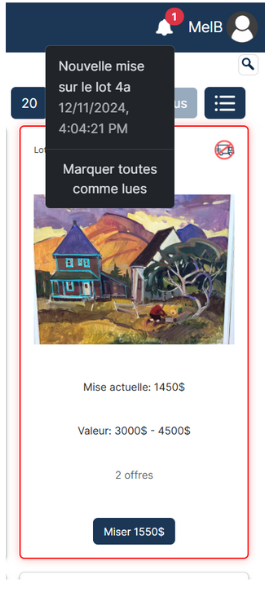 1
MelB
Nouvelle mise
sur le lot 4a
12/11/2024,
4:04:21 PM
Marquer toutes
comme lues
20
us
Lot
Mise actuelle: 1450$
Valeur: 3000$ - 4500$
2 offres
Miser 1550$